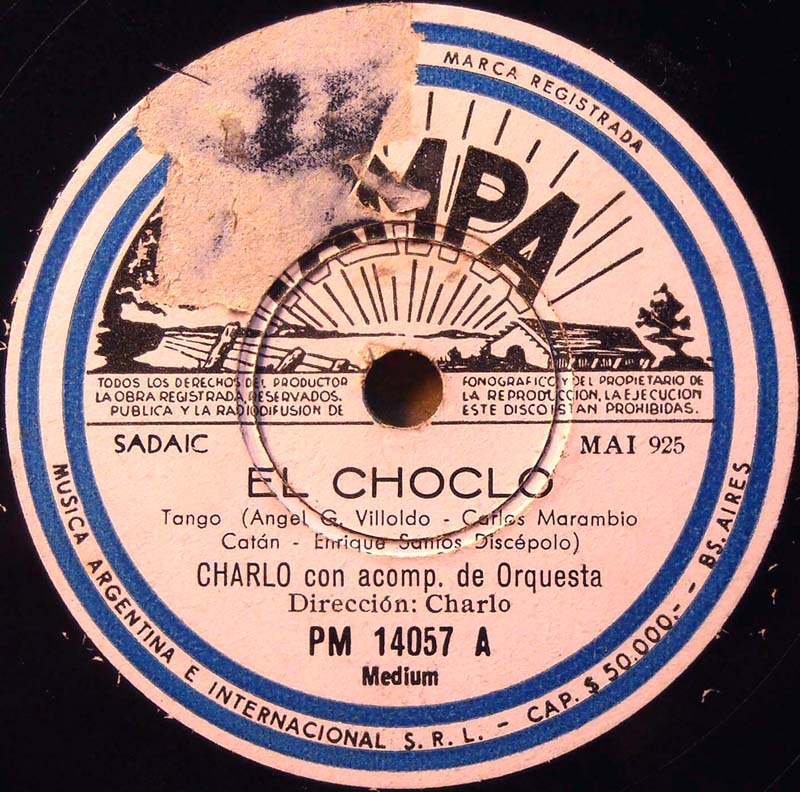 MARCA REGISTRADA
MPA
TODOS LOS DERECHOS DEL PRODUCTOR FONOGRAFICO Y DEL PROPIETARIO DE
LA OBRA REGISTRADA RESERVADOS. LA REPRODUCCION, LA EJECUCION
PUBLICA Y LA RADIODIFUSION DE ESTE DISCO ESTAN PROHIBIDAS.
SADAIC MAI 925
EL CHOCLO
Tango (Angel G. Villoldo - Carlos Marambio
Catán - Enrique Santos Discépolo)
CHARLO con acomp. de Orquesta
Dirección: Charlo
PM 14057 A
Medium
MUSICA ARGENTINA E INTERNACIONAL S. R. L. - CAP. $ 50.000.- - BS. AIRES